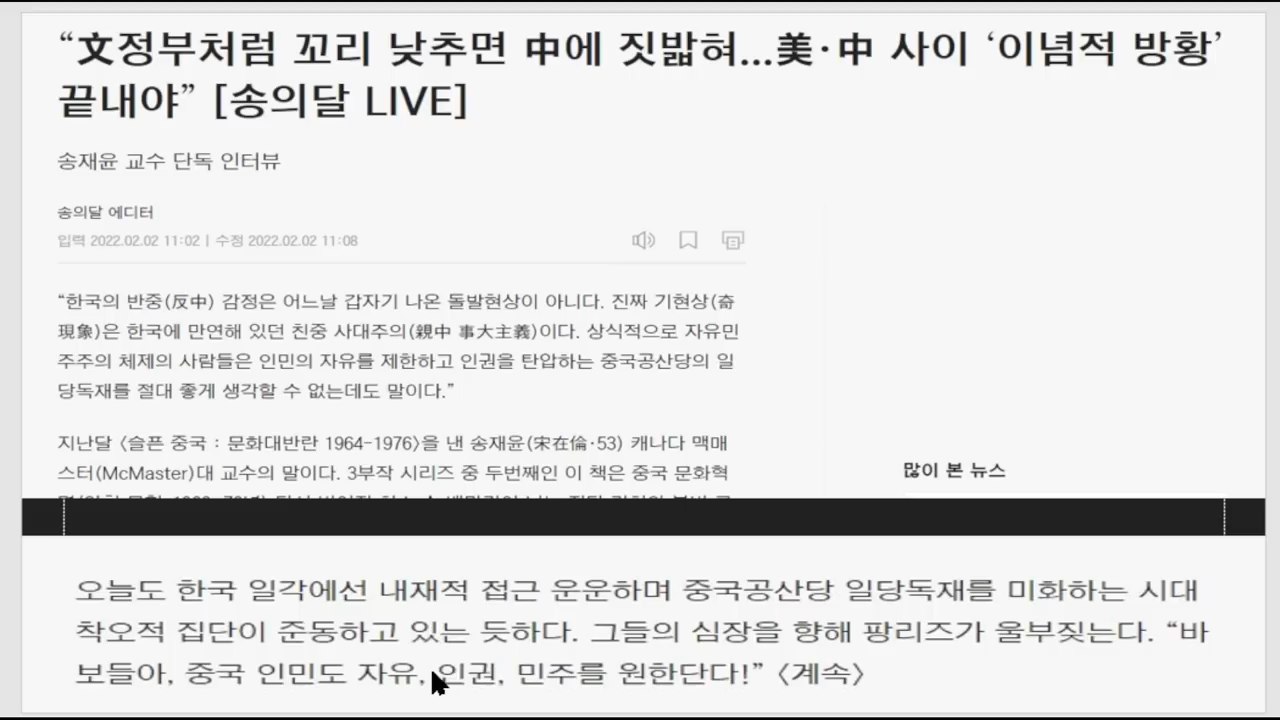 “文정부처럼 꼬리 낮추면 中에 짓밟혀...美·中 사이 ‘이념적 방황’
끝내야” [송의달 LIVE]
송재윤 교수 단독 인터뷰
송의달 에디터
입력 2022.02.02 11:02 | 수정 2022.02.02 11:08
“한국의 반중(反中) 감정은 어느날 갑자기 나온 돌발현상이 아니다. 진짜 기현상(奇
現象)은 한국에 만연해 있던 친중 사대주의(親中 事大主義)이다. 상식적으로 자유민
주주의 체제의 사람들은 인민의 자유를 제한하고 인권을 탄압하는 중국공산당의 일
당독재를 절대 좋게 생각할 수 없는데도 말이다.”
지난달 〈슬픈 중국 : 문화대반란 1964-1976〉을 낸 송재윤(宋在倫·53) 캐나다 맥매
스터(McMaster)대 교수의 말이다. 3부작 시리즈 중 두번째인 이 책은 중국 문화혁
많이 본 뉴스
오늘도 한국 일각에선 내재적 접근 운운하며 중국공산당 일당독재를 미화하는 시대
착오적 집단이 준동하고 있는 듯하다. 그들의 심장을 향해 팡리즈가 울부짖는다. “바
보들아, 중국 인민도 자유, 인권, 민주를 원한단다!” 〈계속〉